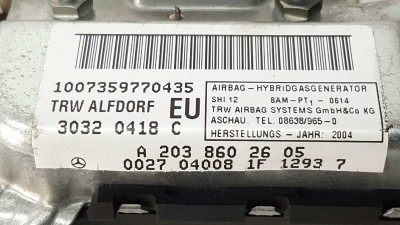 1007359770435
TRW ALFDORF EU
3032 0418 C
AIRBAG-HYBRIDGASGENERATOR
SHI 12 BAM-PT1-0614
TRW AIRBAG SYSTEMS GmbH&Co KG
ASCHAU. TEL. 08638/965-0
HERSTELLUNGS - JAHR: 2004
A 203 860 26 05
0027 04008 1F 1293 7